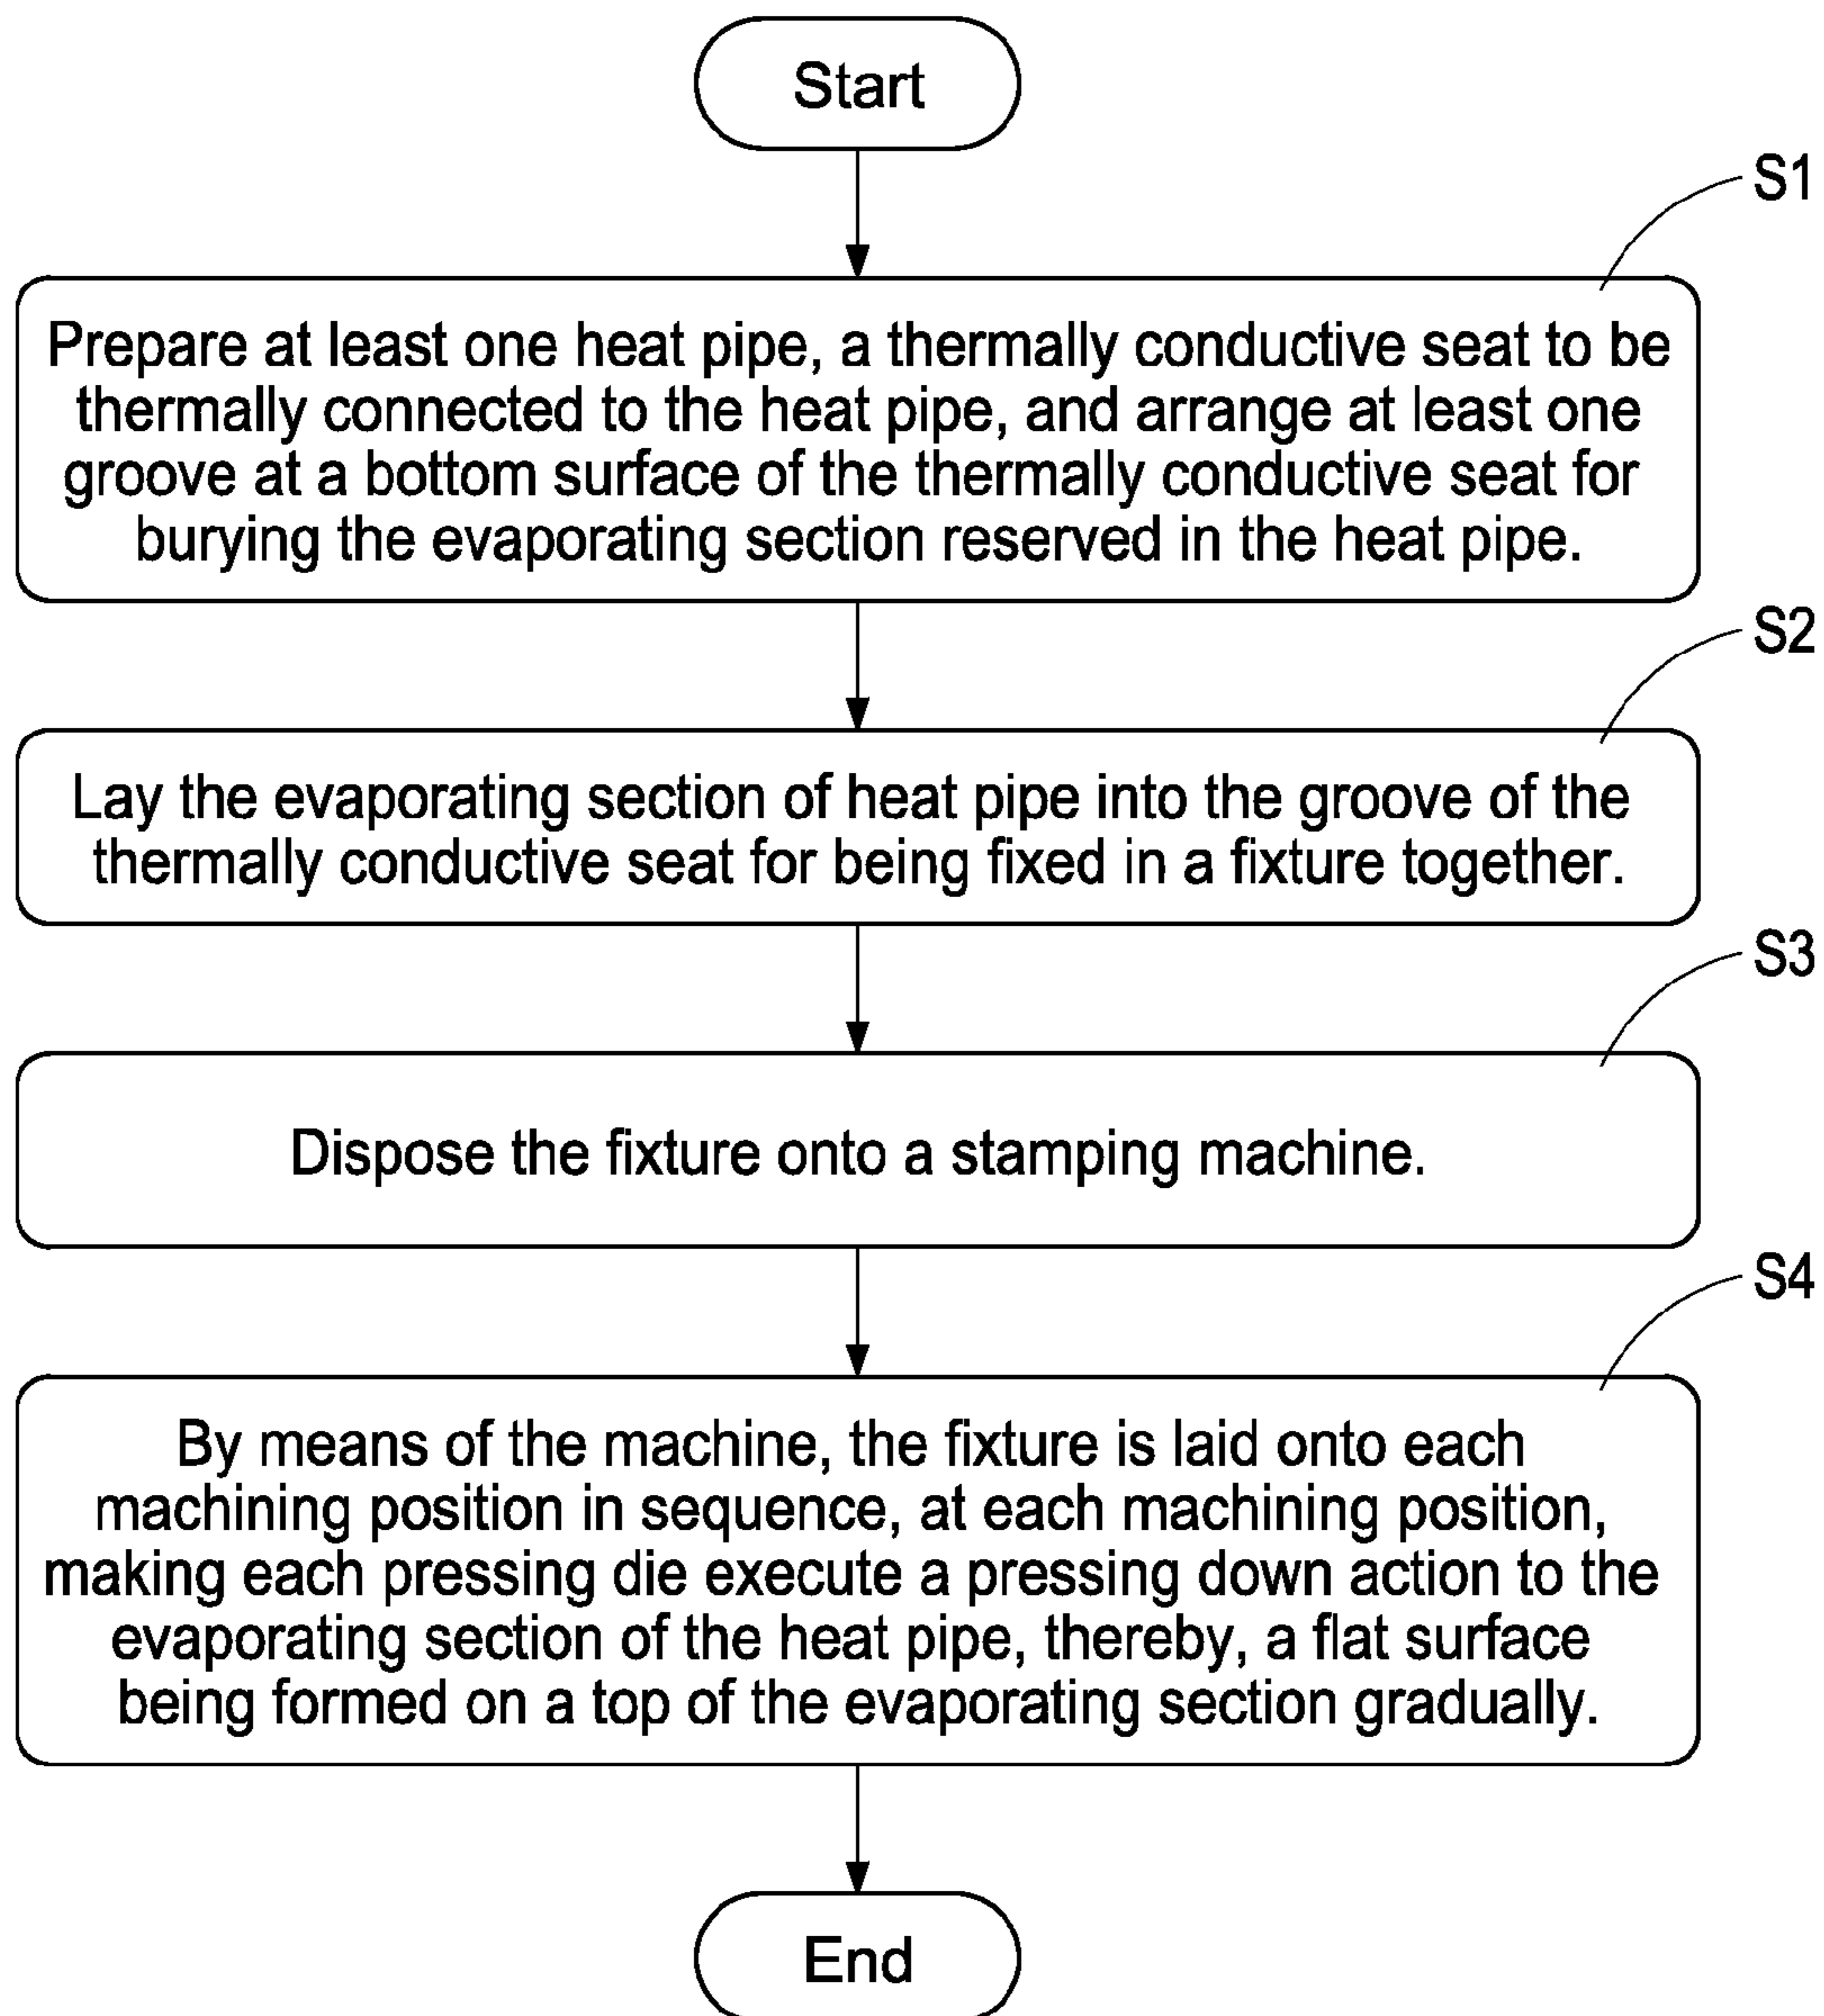 Start
S1
Prepare at least one heat pipe, a thermally conductive seat to be
thermally connected to the heat pipe, and arrange at least one
groove at a bottom surface of the thermally conductive seat for
burying the evaporating section reserved in the heat pipe.
S2
Lay the evaporating section of heat pipe into the groove of the
thermally conductive seat for being fixed in a fixture together.
S3
Dispose the fixture onto a stamping machine.
S4
By means of the machine, the fixture is laid onto each
machining position in sequence, at each machining position,
making each pressing die execute a pressing down action to the
evaporating section of the heat pipe, thereby, a flat surface
being formed on a top of the evaporating section gradually.
End